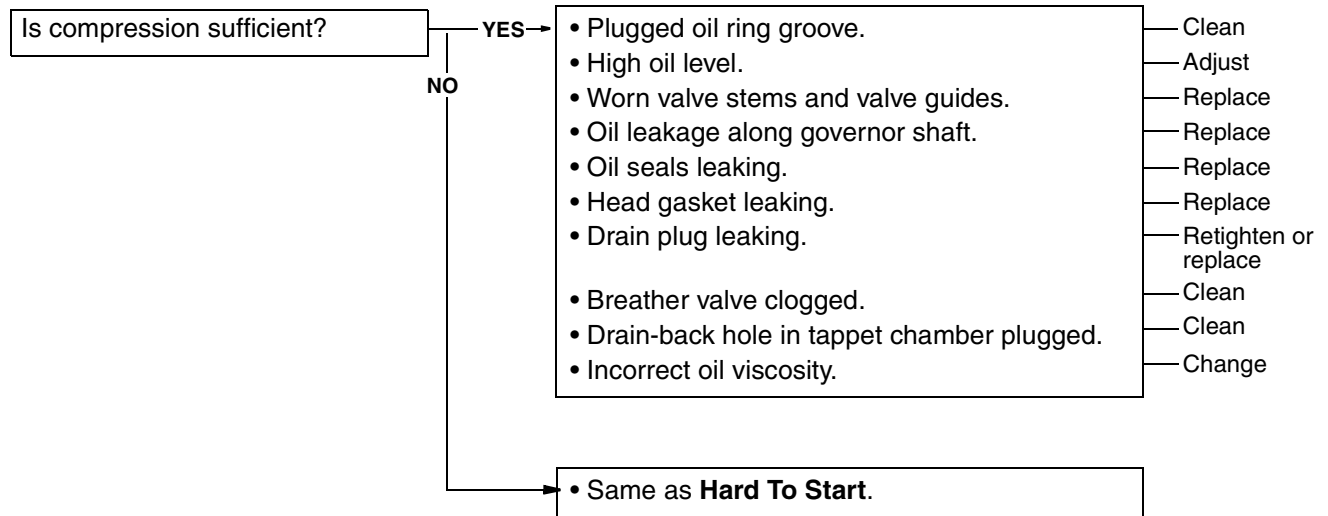 Is compression sufficient?
YES
NO
• Plugged oil ring groove.
Clean
• High oil level.
Adjust
• Worn valve stems and valve guides.
Replace
• Oil leakage along governor shaft.
Replace
• Oil seals leaking.
Replace
• Head gasket leaking.
Replace
• Drain plug leaking.
Retighten or
replace
• Breather valve clogged.
Clean
• Drain-back hole in tappet chamber plugged.
Clean
• Incorrect oil viscosity.
Change
• Same as Hard To Start.